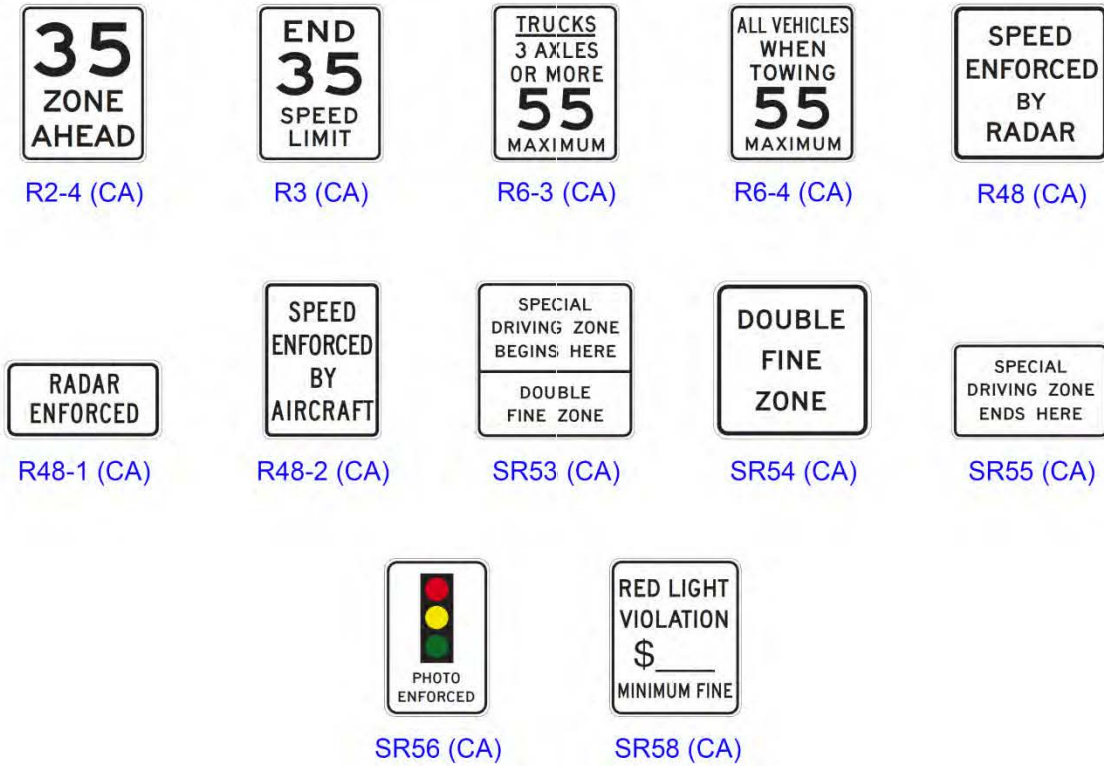 35
ZONE
AHEAD
R2-4 (CA)
END
35
SPEED
LIMIT
R3 (CA)
TRUCKS
3 AXLES
OR MORE
55
MAXIMUM
R6-3 (CA)
ALL VEHICLES
WHEN
TOWING
55
MAXIMUM
R6-4 (CA)
SPEED
ENFORCED
BY
RADAR
R48 (CA)
RADAR
ENFORCED
R48-1 (CA)
SPEED
ENFORCED
BY
AIRCRAFT
R48-2 (CA)
SPECIAL
DRIVING ZONE
BEGINS HERE
DOUBLE
FINE ZONE
SR53 (CA)
DOUBLE
FINE
ZONE
SR54 (CA)
SPECIAL
DRIVING ZONE
ENDS HERE
SR55 (CA)
PHOTO
ENFORCED
SR56 (CA)
RED LIGHT
VIOLATION
$___
MINIMUM FINE
SR58 (CA)